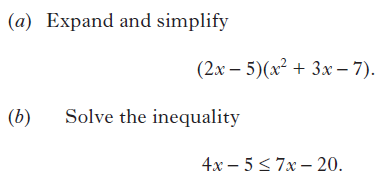 (a) Expand and simplify
(2x – 5)(x² + 3x – 7).
(b) Solve the inequality
4x – 5 ≤ 7x – 20.